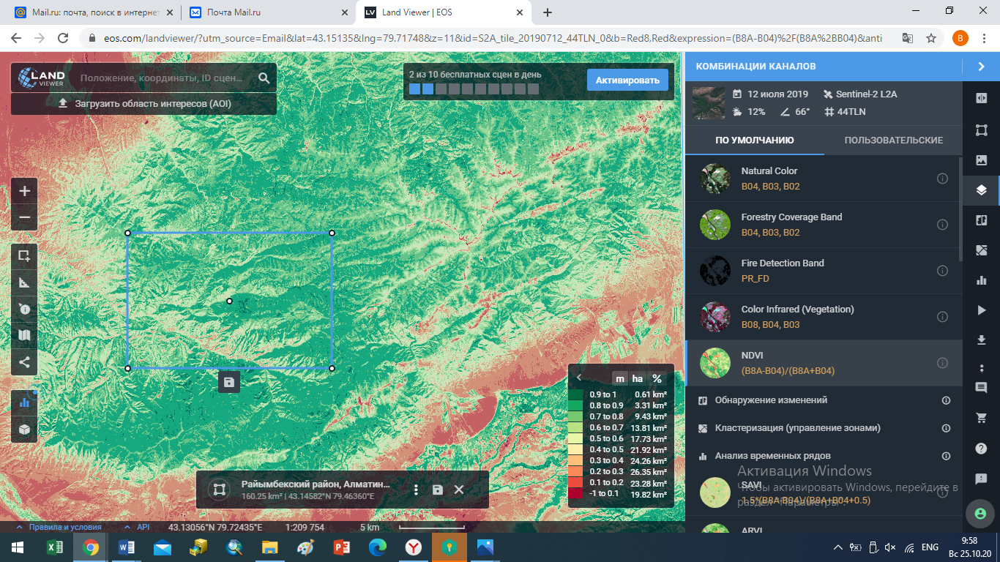 Mail.ru: почта, поиск в интернет
Почта Mail.ru
Land Viewer | EOS
eos.com/landviewer/?utm_source=Email&lat=43.15135&lng=79.71748&z=11&id=S2A_tile_20190712_44TLN_0&b=Red8,Red&expression=(B8A-B04)%2F(B8A%2BB04)&anti
B
LAND
VIEWER
Положение, координаты, ID сцен...
Загрузить область интересов (AOI)
2 из 10 бесплатных сцен в день
Активировать
КОМБИНАЦИИ КАНАЛОВ
12 июля 2019
Sentinel-2 L2A
12%
66°
44TLN
ПО УМОЛЧАНИЮ
ПОЛЬЗОВАТЕЛЬСКИЕ
Natural Color
B04, B03, B02
Forestry Coverage Band
B04, B03, B02
Fire Detection Band
PR_FD
Color Infrared (Vegetation)
B08, B04, B03
NDVI
(B8A-B04)/(B8A+B04)
Обнаружение изменений
Кластеризация (управление зонами)
Анализ временных рядов
SAVI
1.5*(B8A-B04)/(B8A+B04+0.5)
ARVI
Активация Windows
Чтобы активировать Windows, перейдите в
раздел "Параметры".
m ha %
0.9 to 1 0.61 km²
0.8 to 0.9 3.31 km²
0.7 to 0.8 9.43 km²
0.6 to 0.7 13.81 km²
0.5 to 0.6 17.73 km²
0.4 to 0.5 21.92 km²
0.3 to 0.4 24.26 km²
0.2 to 0.3 26.35 km²
0.1 to 0.2 23.28 km²
-1 to 0.1 19.82 km²
Райымбекский район, Алматин...
160.25 km² | 43.14582°N 79.46360°E
Правила и условия
API
43.13056°N 79.72435°E
1:209 754
5 km
ENG
9:58
Вс 25.10.20